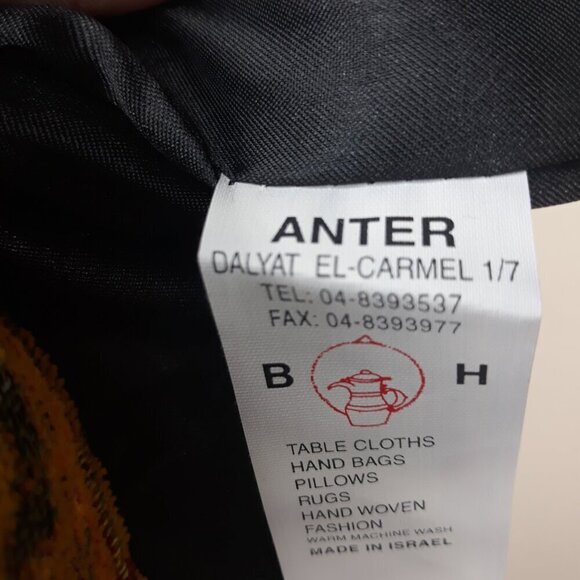 ANTER
DALYAT EL-CARMEL 1/7
TEL: 04-8393537
FAX: 04-8393977
B H
TABLE CLOTHS
HAND BAGS
PILLOWS
RUGS
HAND WOVEN
FASHION
WARM MACHINE WASH
MADE IN ISRAEL